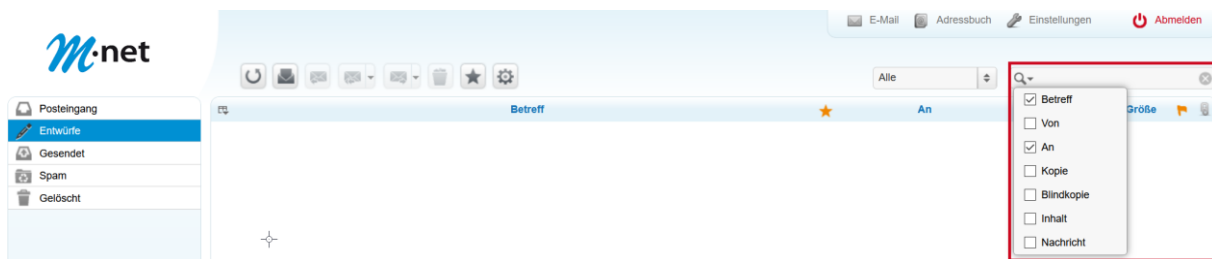 E-Mail Adressbuch Einstellungen Abmelden
M·net
Alle
Posteingang
Entwürfe
Gesendet
Spam
Gelöscht
Betreff An Größe
Betreff
Von
An
Kopie
Blindkopie
Inhalt
Nachricht